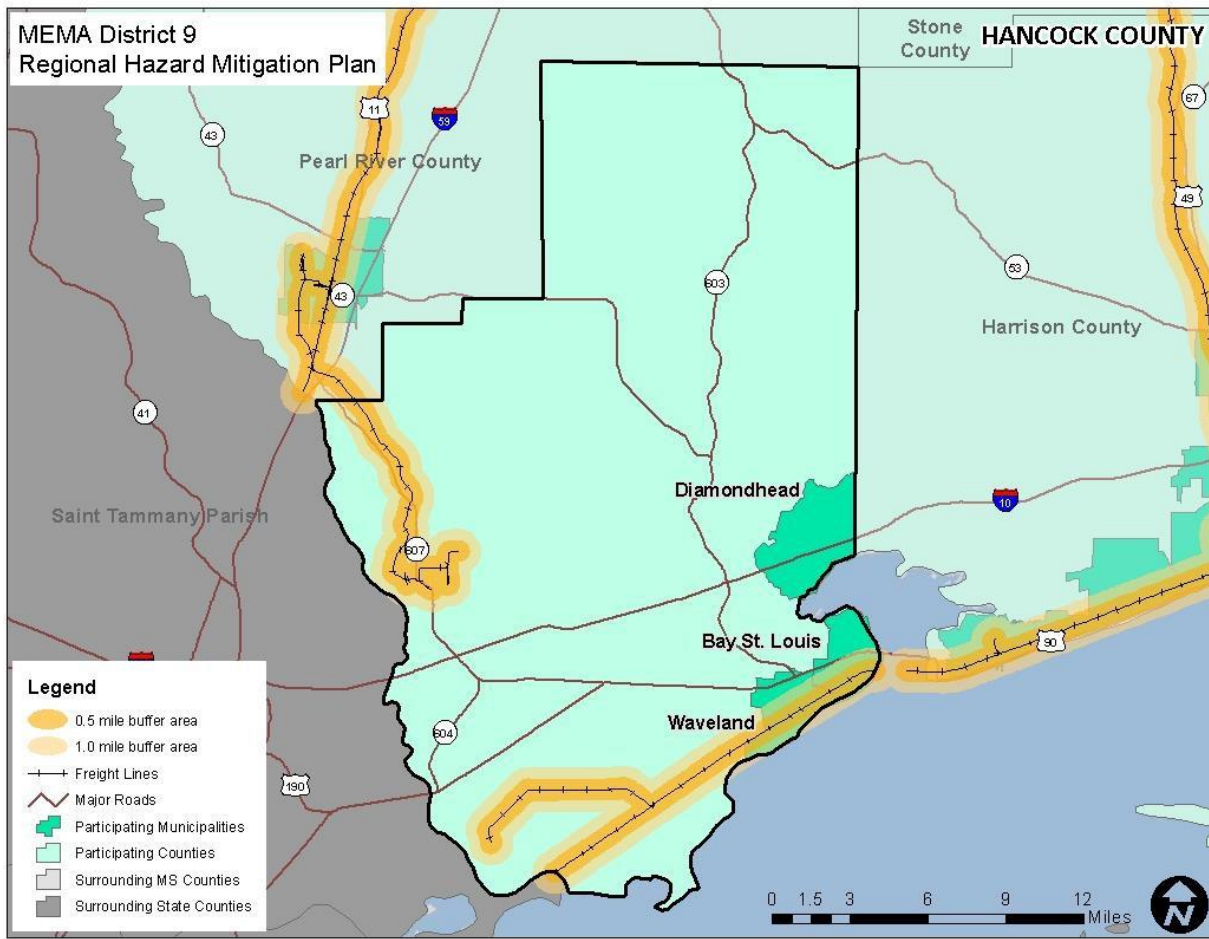 MEMA District 9
Regional Hazard Mitigation Plan
Stone
County
HANCOCK COUNTY
11
59
67
43
Pearl River County
49
603
53
43
Harrison County
41
Diamondhead
10
Saint Tammany Parish
607
Bay St. Louis
90
Waveland
604
190
Legend
0.5 mile buffer area
1.0 mile buffer area
Freight Lines
Major Roads
Participating Municipalities
Participating Counties
Surrounding MS Counties
Surrounding State Counties
0 1.5 3 6 9 12
Miles
N